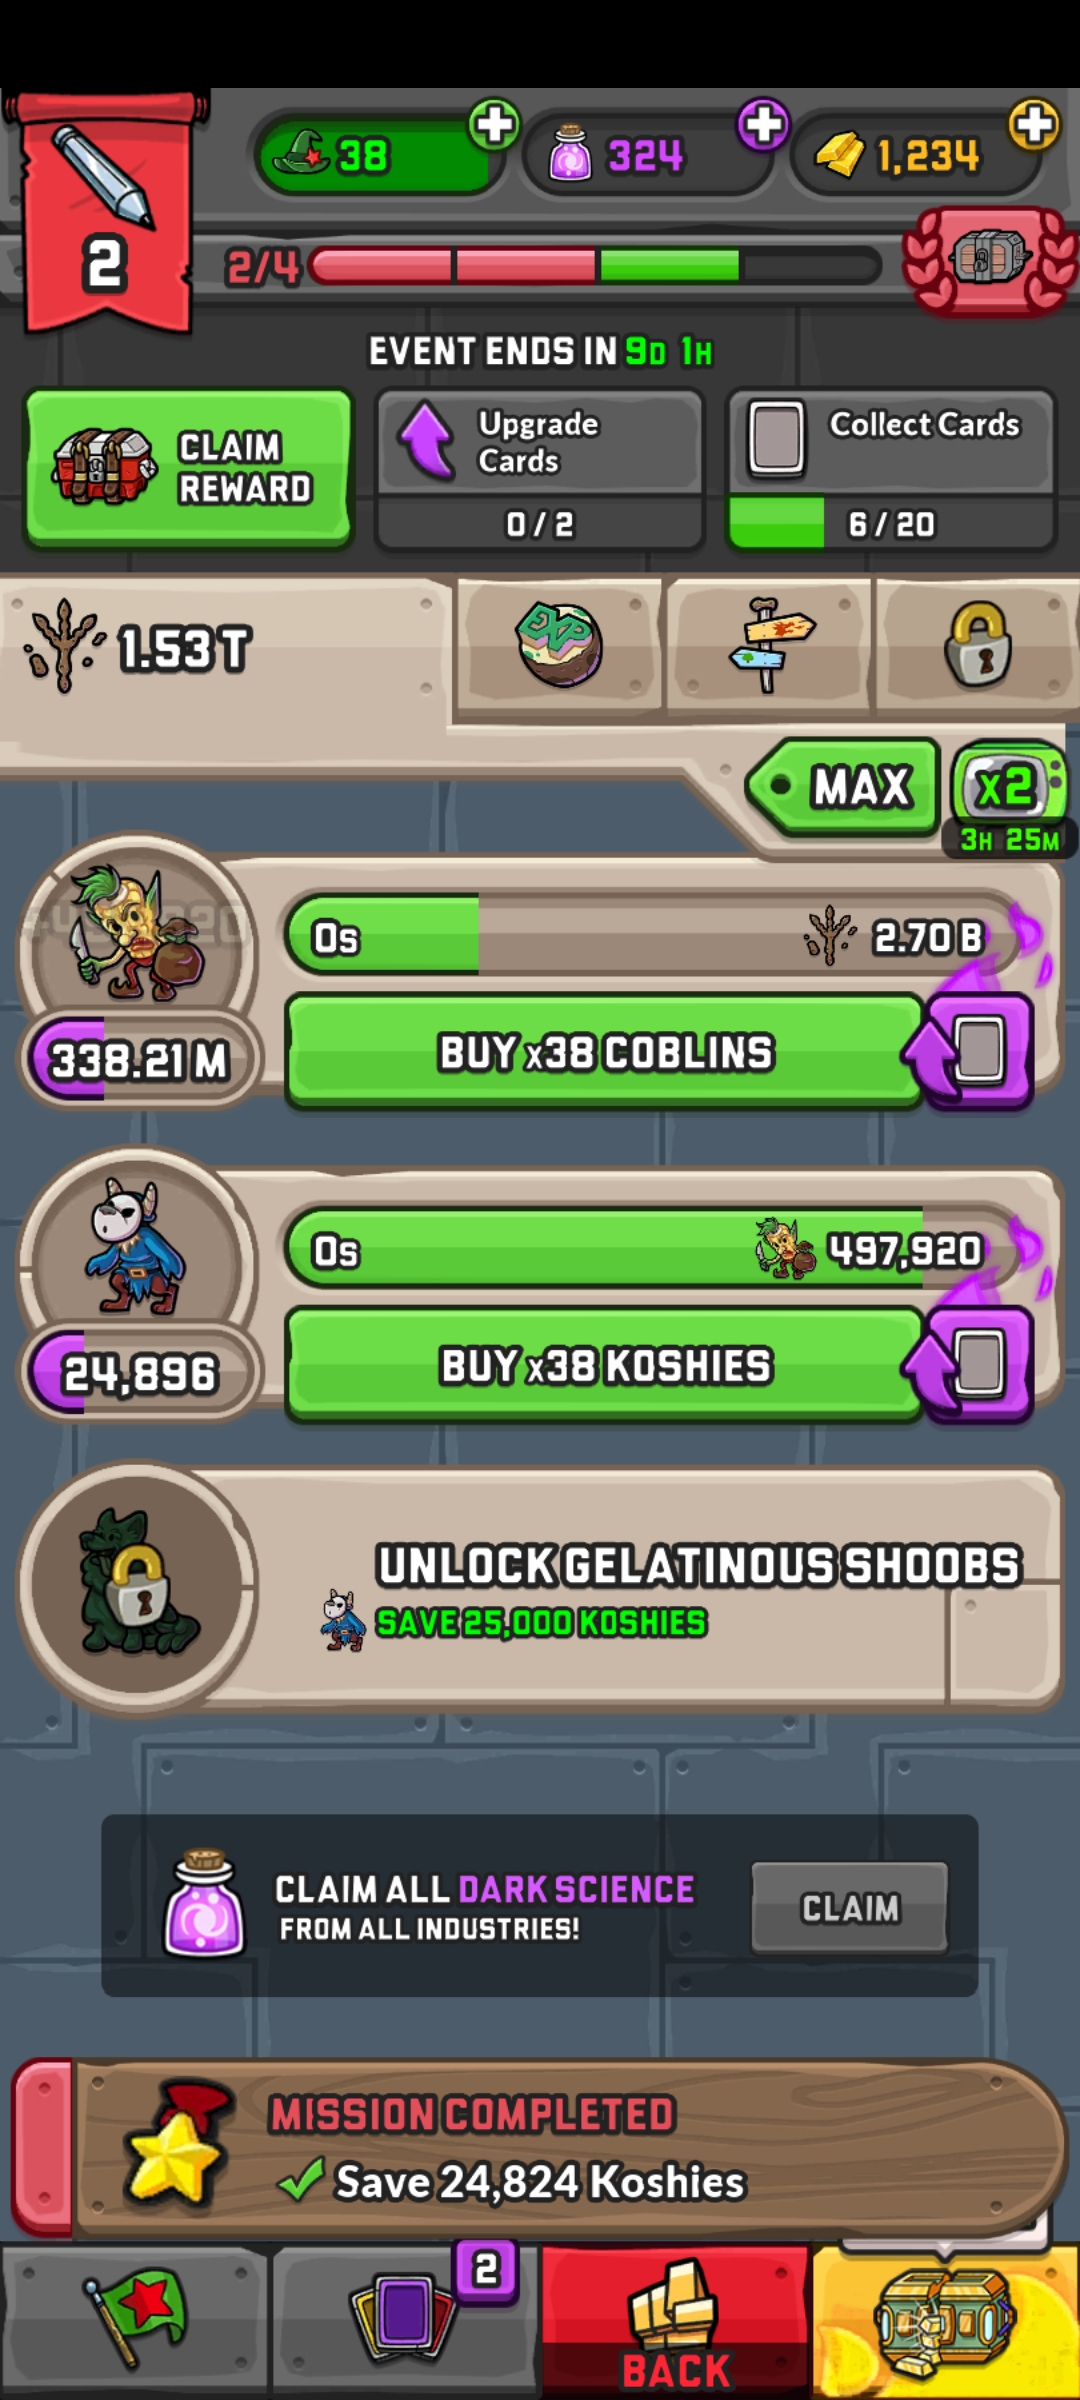 38
324
1,234
2
2/4
EVENT ENDS IN 9D 1H
CLAIM
REWARD
Upgrade
Cards
0 / 2
Collect Cards
6 / 20
1.53 T
EXP
MAX
x2
3H 25M
0s
2.70 B
338.21 M
BUY x38 COBLINS
0s
497,920
24,896
BUY x38 KOSHIES
UNLOCK GELATINOUS SHOOBS
SAVE 25,000 KOSHIES
CLAIM ALL DARK SCIENCE
FROM ALL INDUSTRIES!
CLAIM
MISSION COMPLETED
Save 24,824 Koshies
2
BACK